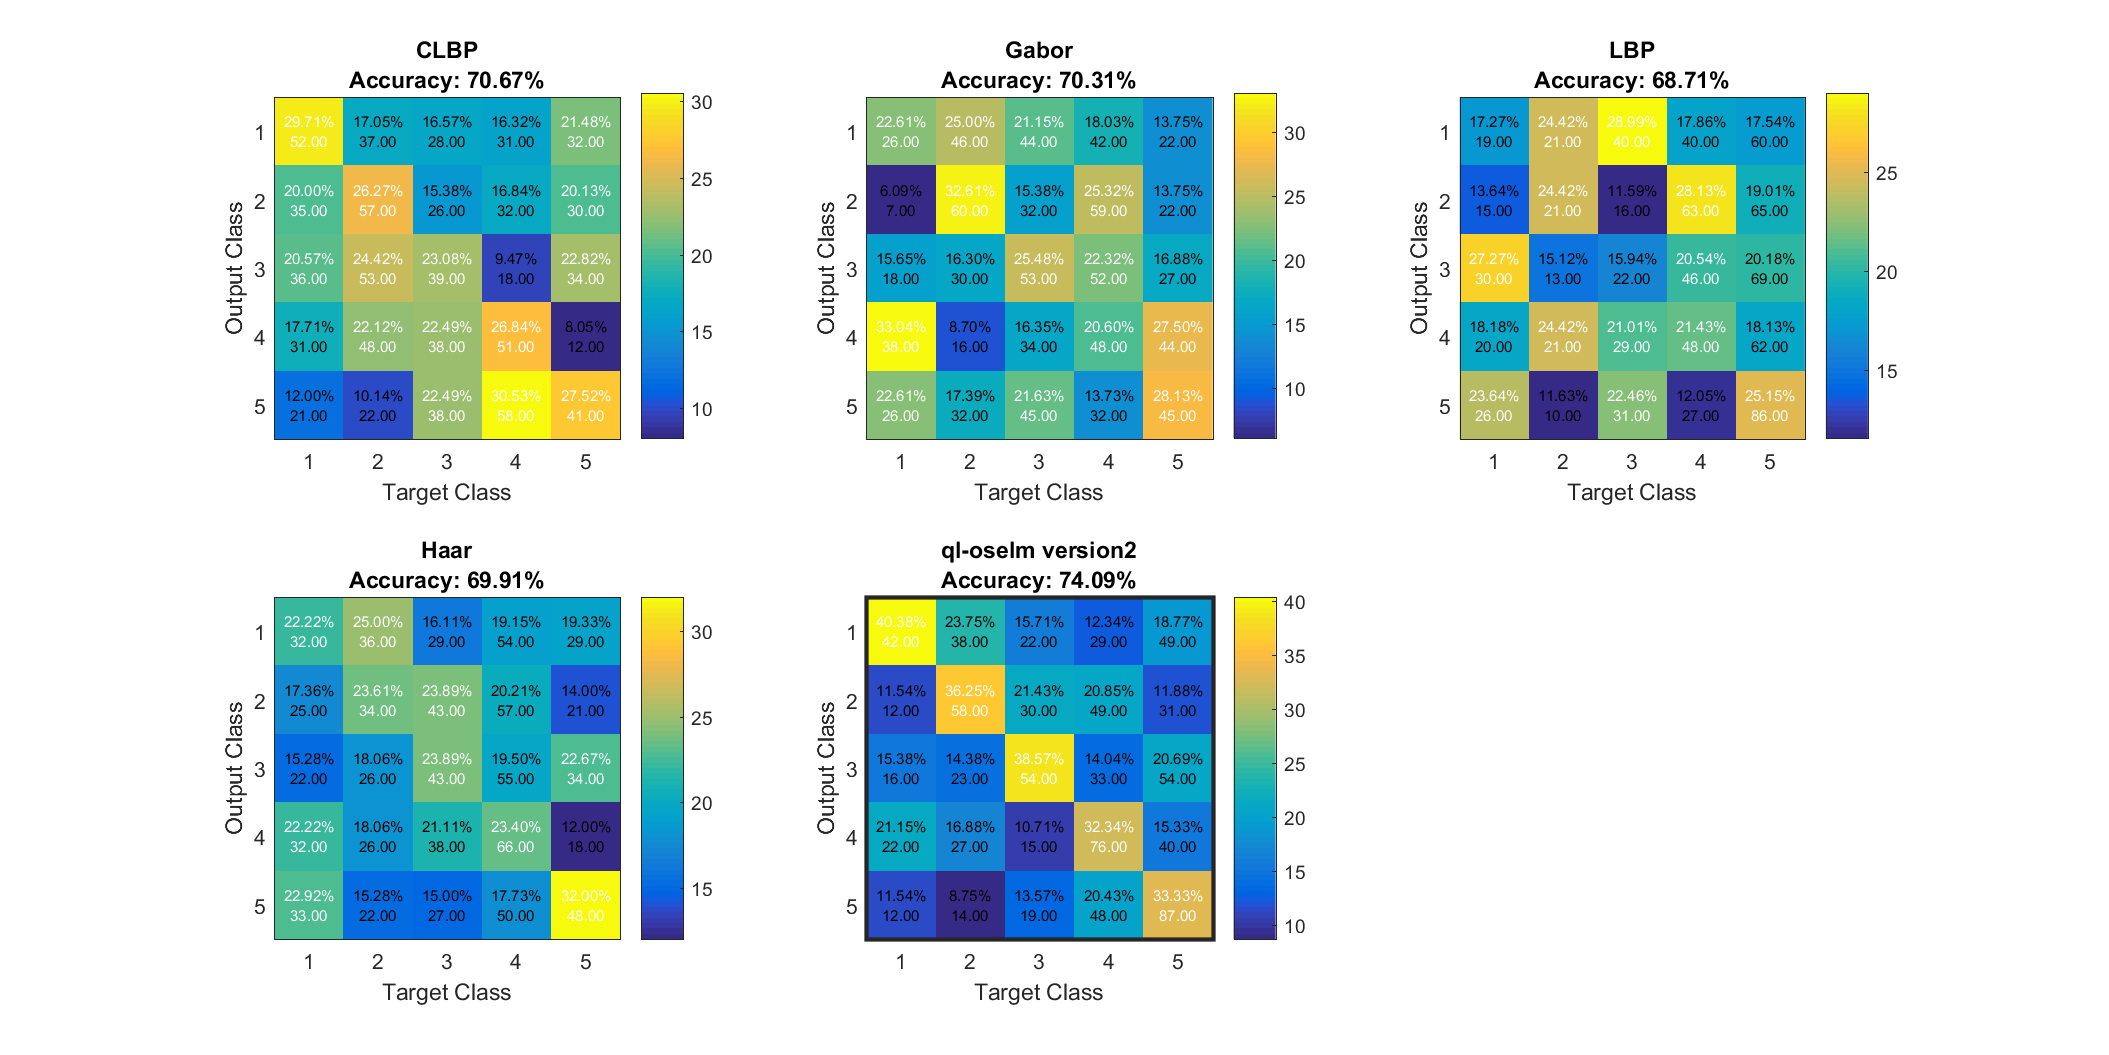 CLBP
Accuracy: 70.67%
1 29.71% 17.05% 16.57% 16.32% 21.48%
52.00 37.00 28.00 31.00 32.00
2 20.00% 26.27% 15.38% 16.84% 20.13%
35.00 57.00 26.00 32.00 30.00
3 20.57% 24.42% 23.08% 9.47% 22.82%
36.00 53.00 39.00 18.00 34.00
4 17.71% 22.12% 22.49% 26.84% 8.05%
31.00 48.00 38.00 51.00 12.00
5 12.00% 10.14% 22.49% 30.53% 27.52%
21.00 22.00 38.00 58.00 41.00
1 2 3 4 5
Target Class
Output Class
30
25
20
15
10
Gabor
Accuracy: 70.31%
1 22.61% 25.00% 21.15% 18.03% 13.75%
26.00 46.00 44.00 42.00 22.00
2 6.09% 32.61% 15.38% 25.32% 13.75%
7.00 60.00 32.00 59.00 22.00
3 15.65% 16.30% 25.48% 22.32% 16.88%
18.00 30.00 53.00 52.00 27.00
4 33.04% 8.70% 16.35% 20.60% 27.50%
38.00 16.00 34.00 48.00 44.00
5 22.61% 17.39% 21.63% 13.73% 28.13%
26.00 32.00 45.00 32.00 45.00
1 2 3 4 5
Target Class
Output Class
30
25
20
15
10
LBP
Accuracy: 68.71%
1 17.27% 24.42% 28.99% 17.86% 17.54%
19.00 21.00 40.00 40.00 60.00
2 13.64% 24.42% 11.59% 28.13% 19.01%
15.00 21.00 16.00 63.00 65.00
3 27.27% 15.12% 15.94% 20.54% 20.18%
30.00 13.00 22.00 46.00 69.00
4 18.18% 24.42% 21.01% 21.43% 18.13%
20.00 21.00 29.00 48.00 62.00
5 23.64% 11.63% 22.46% 12.05% 25.15%
26.00 10.00 31.00 27.00 86.00
1 2 3 4 5
Target Class
Output Class
25
20
15
Haar
Accuracy: 69.91%
1 22.22% 25.00% 16.11% 19.15% 19.33%
32.00 36.00 29.00 54.00 29.00
2 17.36% 23.61% 23.89% 20.21% 14.00%
25.00 34.00 43.00 57.00 21.00
3 15.28% 18.06% 23.89% 19.50% 22.67%
22.00 26.00 43.00 55.00 34.00
4 22.22% 18.06% 21.11% 23.40% 12.00%
32.00 26.00 38.00 66.00 18.00
5 22.92% 15.28% 15.00% 17.73% 32.00%
33.00 22.00 27.00 50.00 48.00
1 2 3 4 5
Target Class
Output Class
30
25
20
15
ql-oselm version2
Accuracy: 74.09%
1 40.38% 23.75% 15.71% 12.34% 18.77%
42.00 38.00 22.00 29.00 49.00
2 11.54% 36.25% 21.43% 20.85% 11.88%
12.00 58.00 30.00 49.00 31.00
3 15.38% 14.38% 38.57% 14.04% 20.69%
16.00 23.00 54.00 33.00 54.00
4 21.15% 16.88% 10.71% 32.34% 15.33%
22.00 27.00 15.00 76.00 40.00
5 11.54% 8.75% 13.57% 20.43% 33.33%
12.00 14.00 19.00 48.00 87.00
1 2 3 4 5
Target Class
Output Class
40
35
30
25
20
15
10